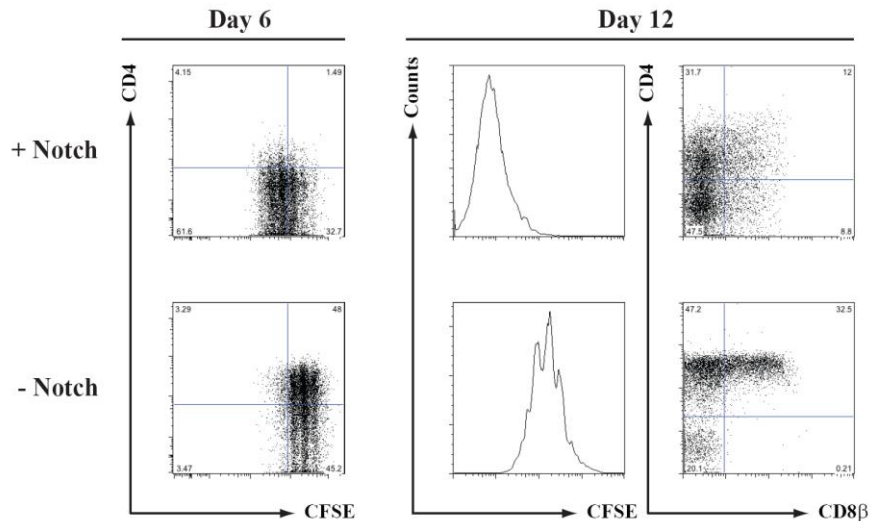 Day 6
Day 12
+ Notch
CD4
4.15
1.49
61.6
32.7
Counts
CD4
31.7
12
47.5
8.8
- Notch
3.29
48
3.47
45.2
47.2
32.5
20.1
0.21
CFSE
CFSE
CD8β